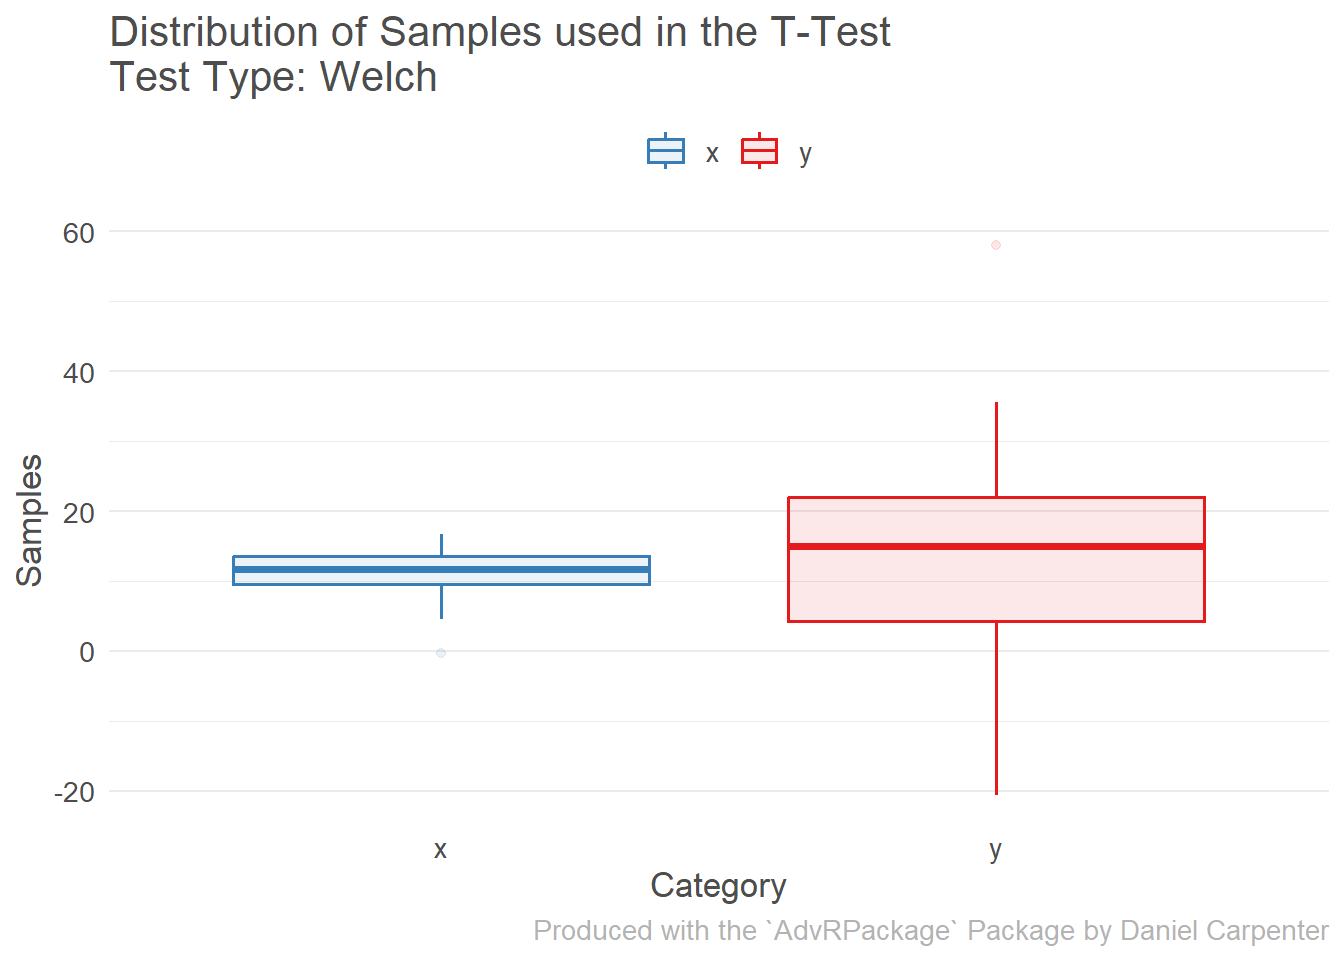 Distribution of Samples used in the T-Test
Test Type: Welch
x y
60
40
20
0
-20
Samples
x y
Category
Produced with the `AdvRPackage` Package by Daniel Carpenter